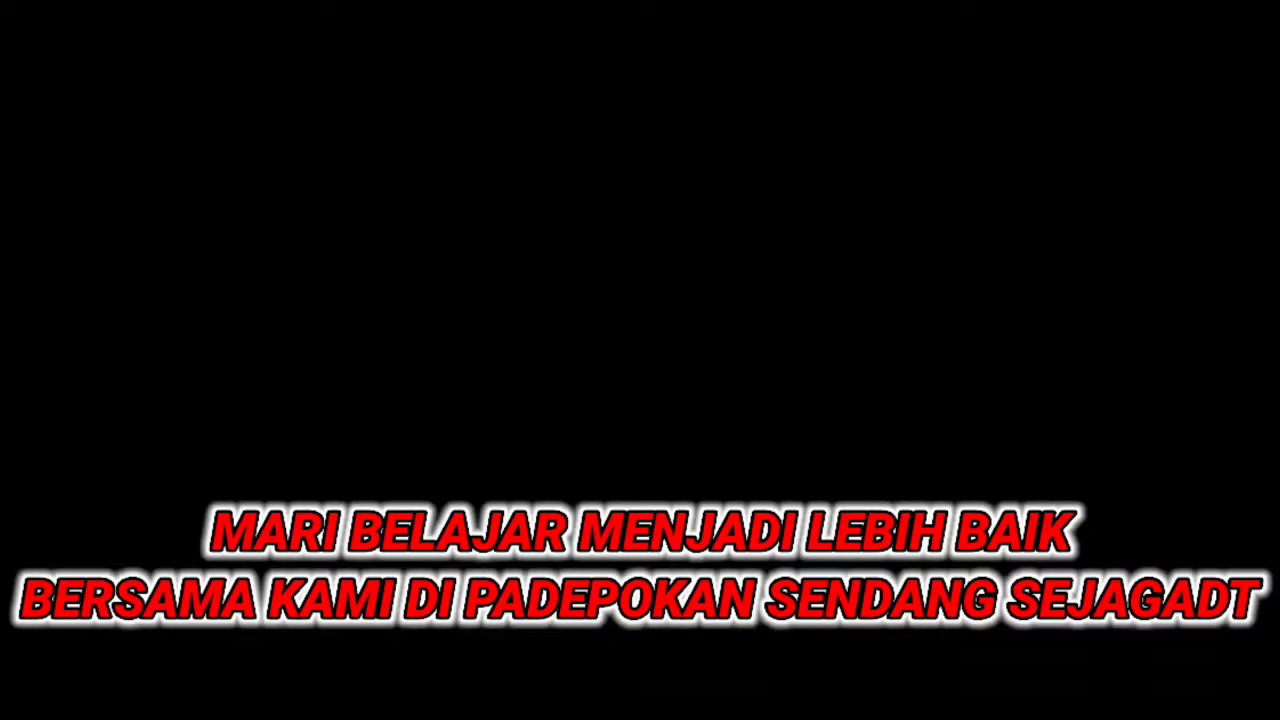 MARI BELAJAR MENJADI LEBIH BAIK
BERSAMA KAMI DI PADEPOKAN SENDANG SEJAGADT